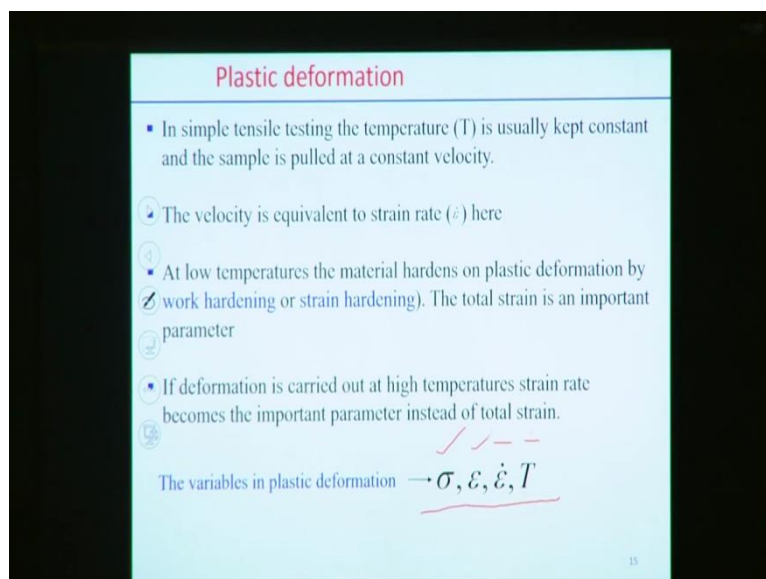 Plastic deformation
▪ In simple tensile testing the temperature (T) is usually kept constant
and the sample is pulled at a constant velocity.
▪ The velocity is equivalent to strain rate (ε̇) here
▪ At low temperatures the material hardens on plastic deformation by
work hardening or strain hardening). The total strain is an important
parameter
▪ If deformation is carried out at high temperatures strain rate
becomes the important parameter instead of total strain.
The variables in plastic deformation → σ, ε, ε̇, T
15